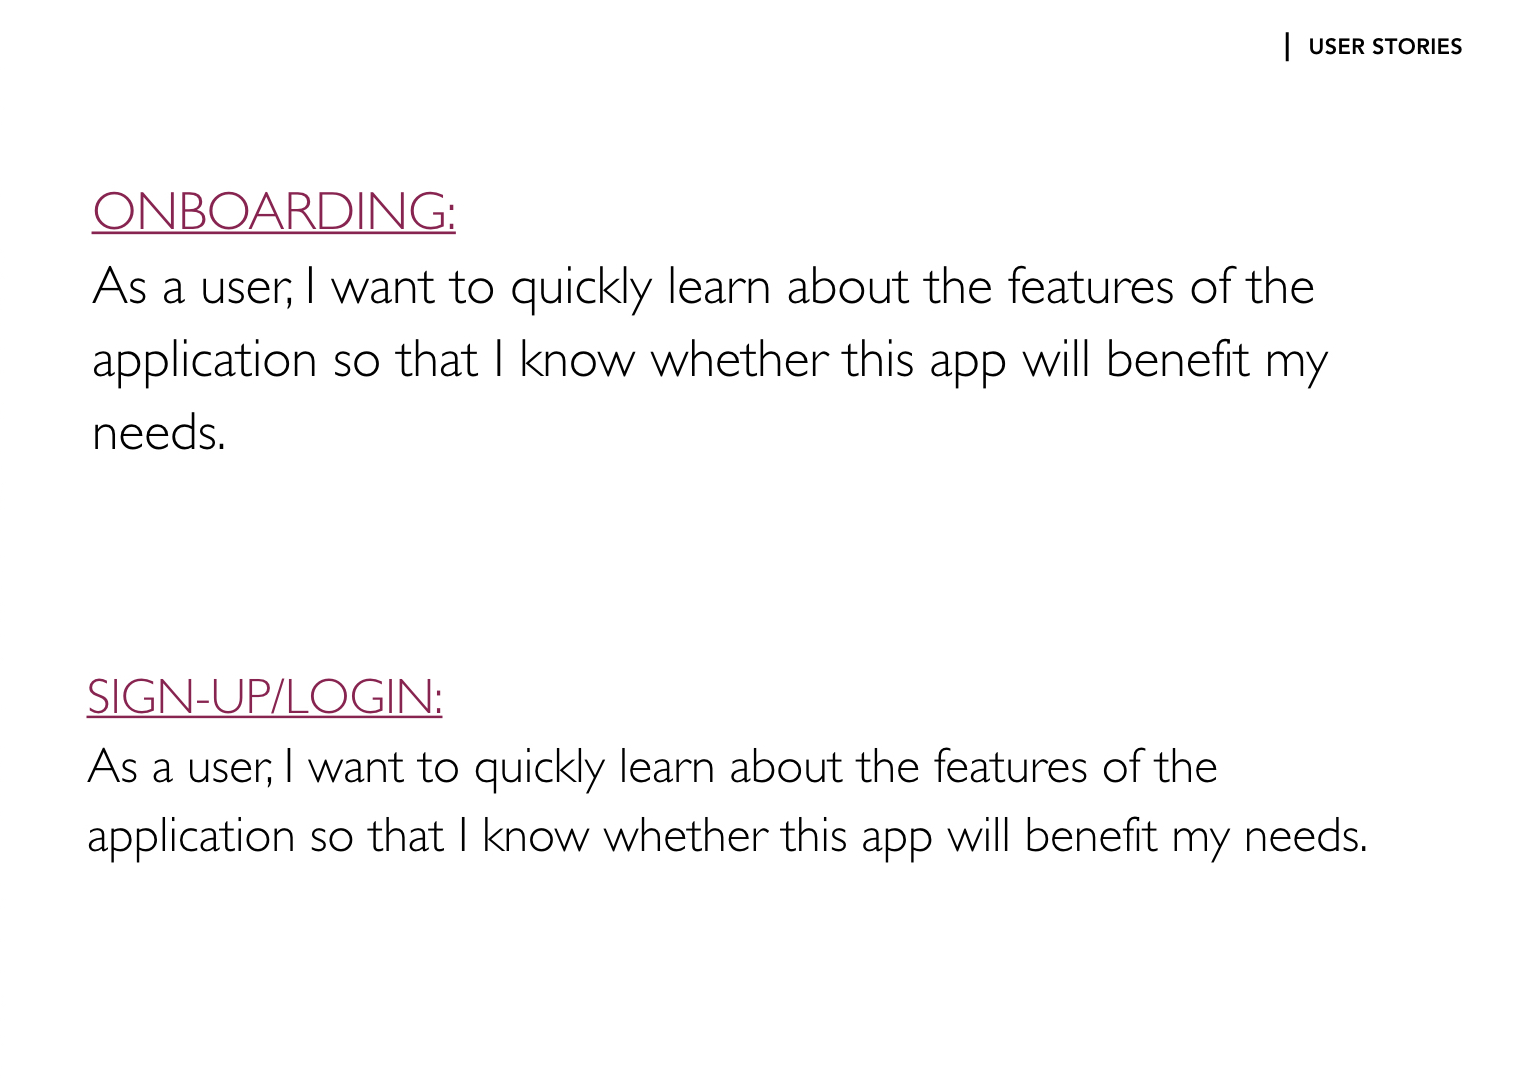 | USER STORIES
ONBOARDING:
As a user, I want to quickly learn about the features of the
application so that I know whether this app will benefit my
needs.
SIGN-UP/LOGIN:
As a user, I want to quickly learn about the features of the
application so that I know whether this app will benefit my needs.